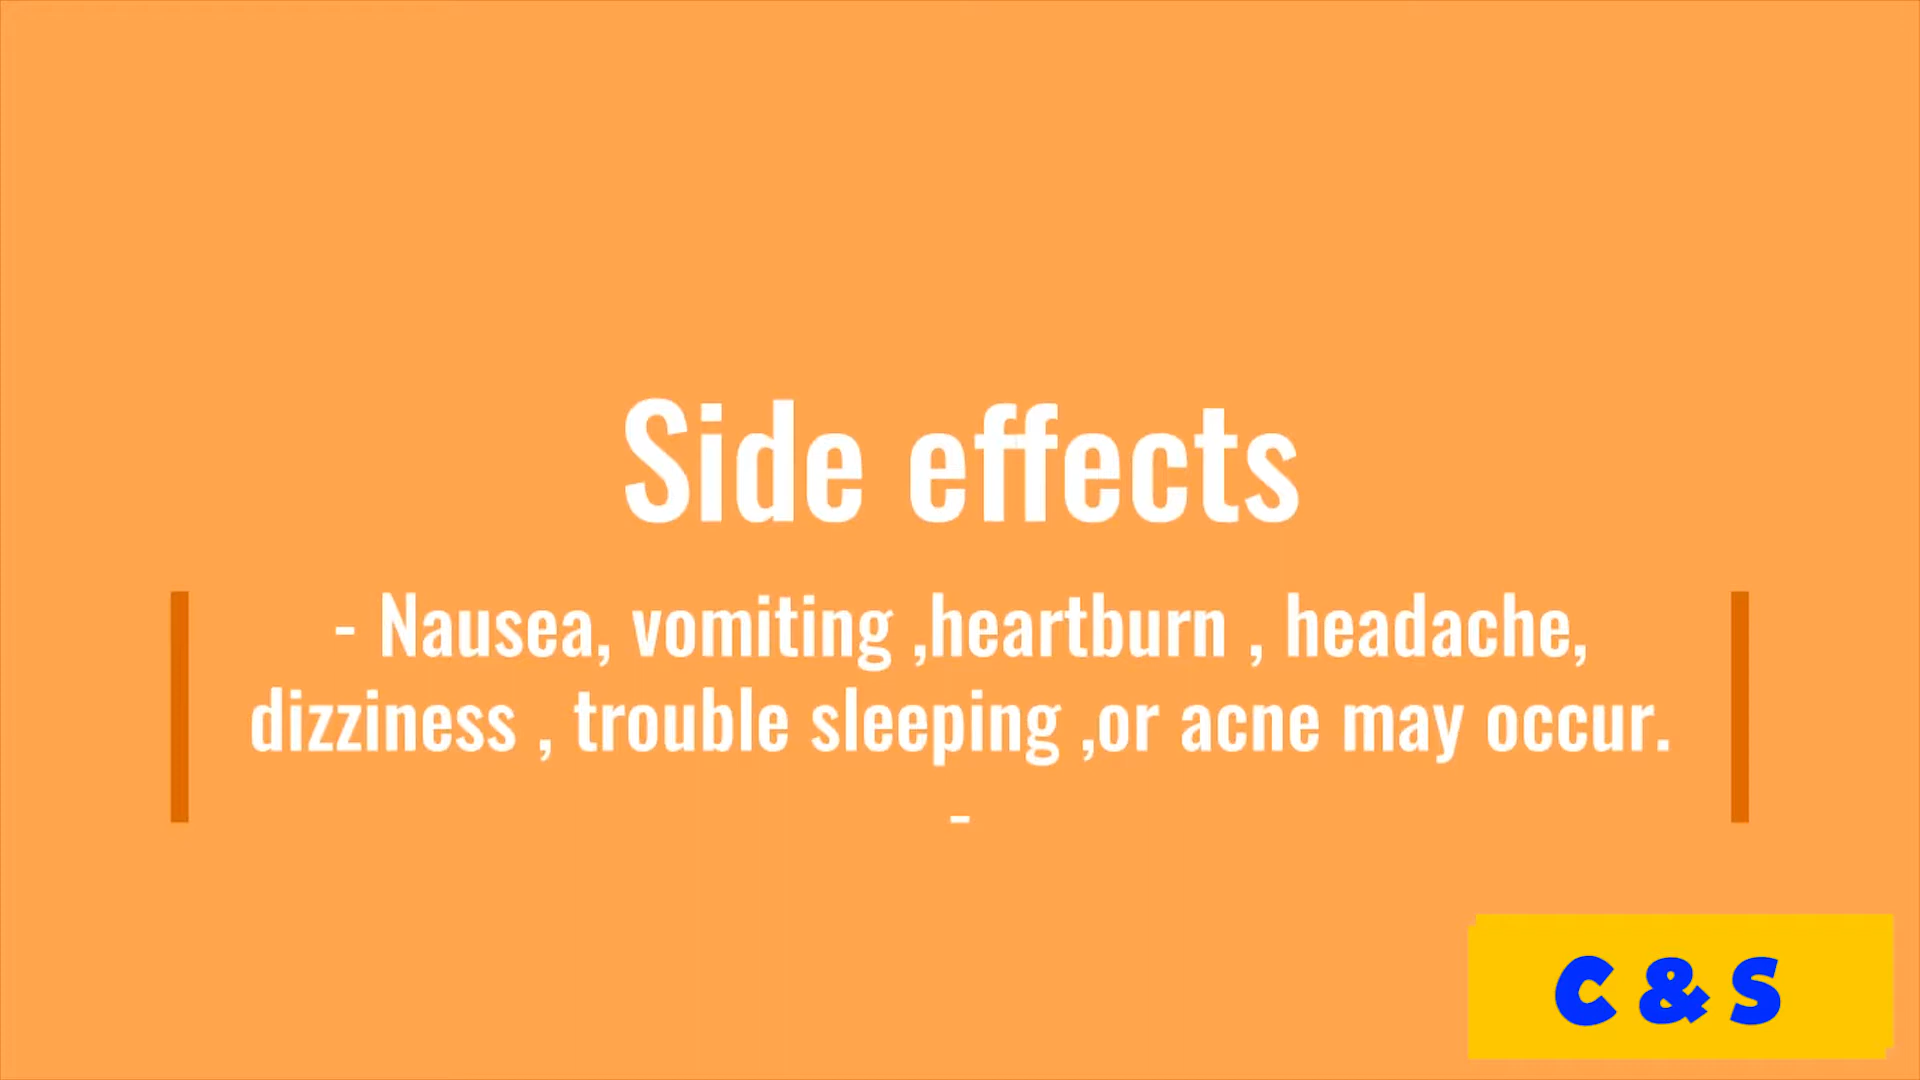 Side effects
- Nausea, vomiting ,heartburn , headache,
dizziness , trouble sleeping ,or acne may occur.
-
C & S